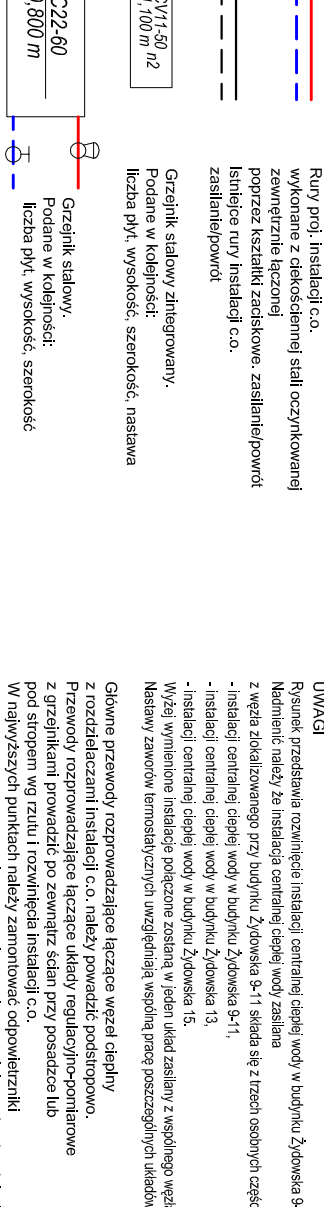 Rury proj. instalacji c.o.
wykonane z ciekościennej stali oczynkowanej
zewnętrznie łączonej
poprzez kształtki zaciskowe. zasilanie/powrót
Istniejce rury instalacji c.o.
zasilanie/powrót
CV11-50
,100 m n2
Grzejnik stalowy zintegrowany.
Podane w kolejności:
liczba płyt, wysokość, szerokość, nastawa
C22-60
,800 m
Grzejnik stalowy.
Podane w kolejności:
liczba płyt, wysokość, szerokość
UWAGI
Rysunek przedstawia rozwinięcie instalacji centralnej ciepłej wody w budynku Żydowska 9-
Nadmienić należy że instalacja centralnej ciepłej wody zasilana
z węzła zlokalizowanego przy budynku Żydowska 9-11 składa się z trzech osobnych częśc
- instalacji centralnej ciepłej wody w budynku Żydowska 9-11,
- instalacji centralnej ciepłej wody w budynku Żydowska 13,
- instalacji centralnej ciepłej wody w budynku Żydowska 15.
Wyżej wymienione instalacje połączone zostaną w jeden układ zasilany z wspólnego węzła
Nastawy zaworów termostatycznych uwzględniają wspólną pracę poszczególnych układów
Główne przewody rozprowadzające łączące węzeł cieplny
z rozdzielaczami instalacji c.o. należy powadzić podstropowo.
Przewody rozprowadzające łączące układy regulacyjno-pomiarowe
z grzejnikami prowadzić po zewnątrz ścian przy posadzce lub
pod stropem wg rzutu i rozwinięcia instalacji c.o.
W najwyższych punktach należy zamontować odpowietrzniki